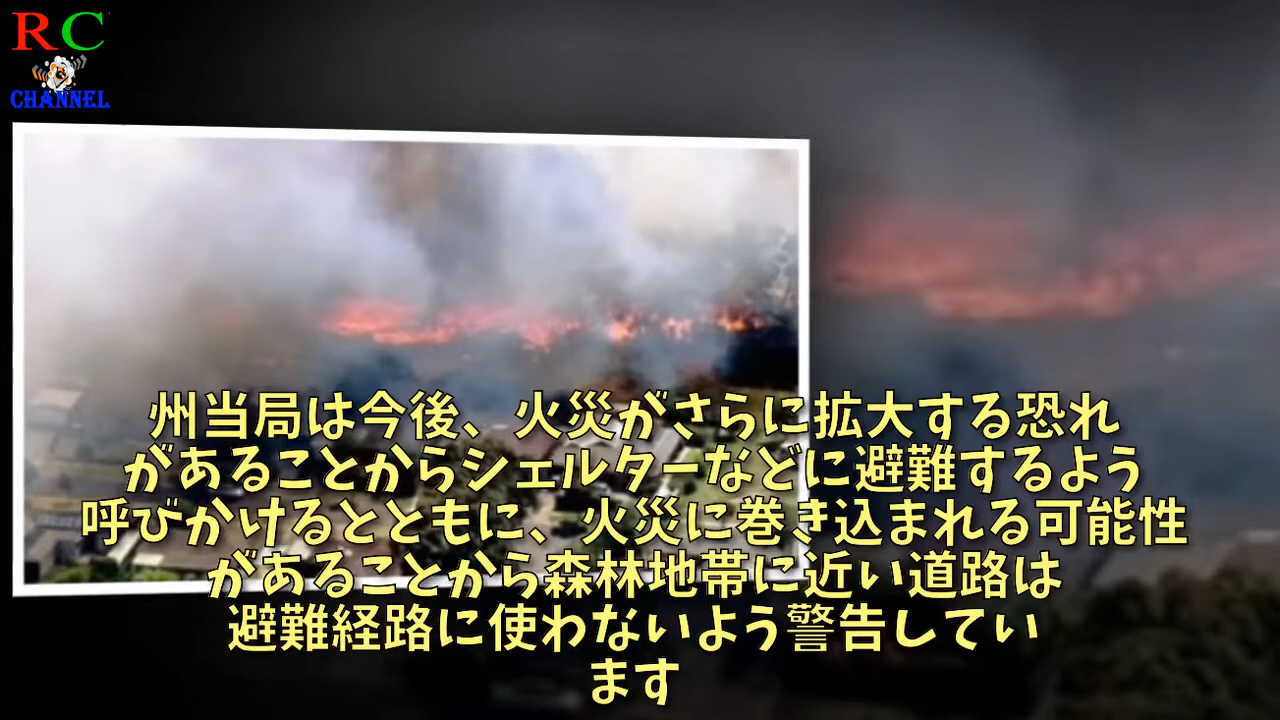 RC
CHANNEL
州当局は今後、火災がさらに拡大する恐れ
があることからシェルターなどに避難するよう
呼びかけるとともに、火災に巻き込まれる可能性
があることから森林地帯に近い道路は
避難経路に使わないよう警告してい
ます